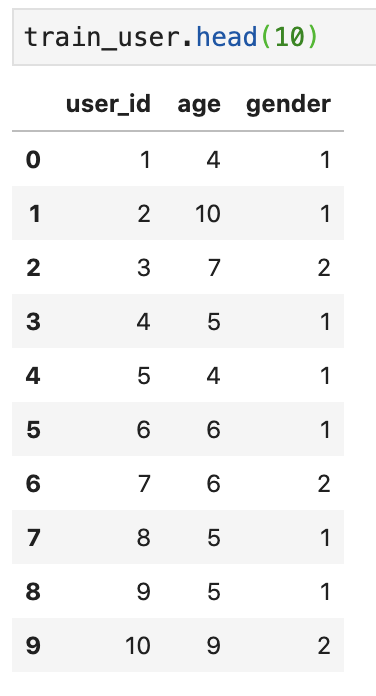 train_user.head(10)
user_id age gender
0 1 4 1
1 2 10 1
2 3 7 2
3 4 5 1
4 5 4 1
5 6 6 1
6 7 6 2
7 8 5 1
8 9 5 1
9 10 9 2